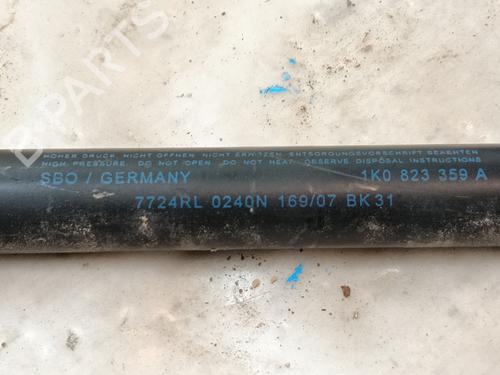 B-PARTS
HOHER DRUCK, NICHT ÖFFNEN NICHT ERHITZEN ENTSORGUNGSVORSCHRIFT BEACHTEN
HIGH PRESSURE. DO NOT OPEN. DO NOT HEAT. OBSERVE DISPOSAL INSTRUCTIONS
SBO / GERMANY 1K0 823 359 A
7724RL 0240N 169/07 BK31